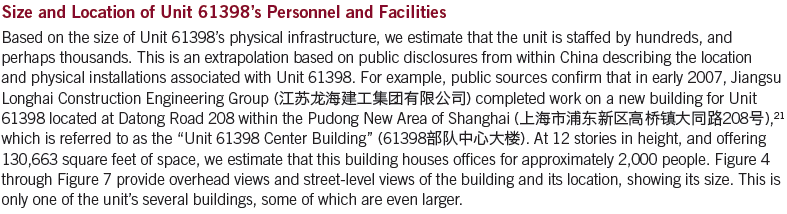 Size and Location of Unit 61398's Personnel and Facilities
Based on the size of Unit 61398's physical infrastructure, we estimate that the unit is staffed by hundreds, and
perhaps thousands. This is an extrapolation based on public disclosures from within China describing the location
and physical installations associated with Unit 61398. For example, public sources confirm that in early 2007, Jiangsu
Longhai Construction Engineering Group (江苏龙海建工集团有限公司) completed work on a new building for Unit
61398 located at Datong Road 208 within the Pudong New Area of Shanghai (上海市浦东新区高桥镇大同路208号),21
which is referred to as the “Unit 61398 Center Building” (61398部队中心大楼). At 12 stories in height, and offering
130,663 square feet of space, we estimate that this building houses offices for approximately 2,000 people. Figure 4
through Figure 7 provide overhead views and street-level views of the building and its location, showing its size. This is
only one of the unit's several buildings, some of which are even larger.